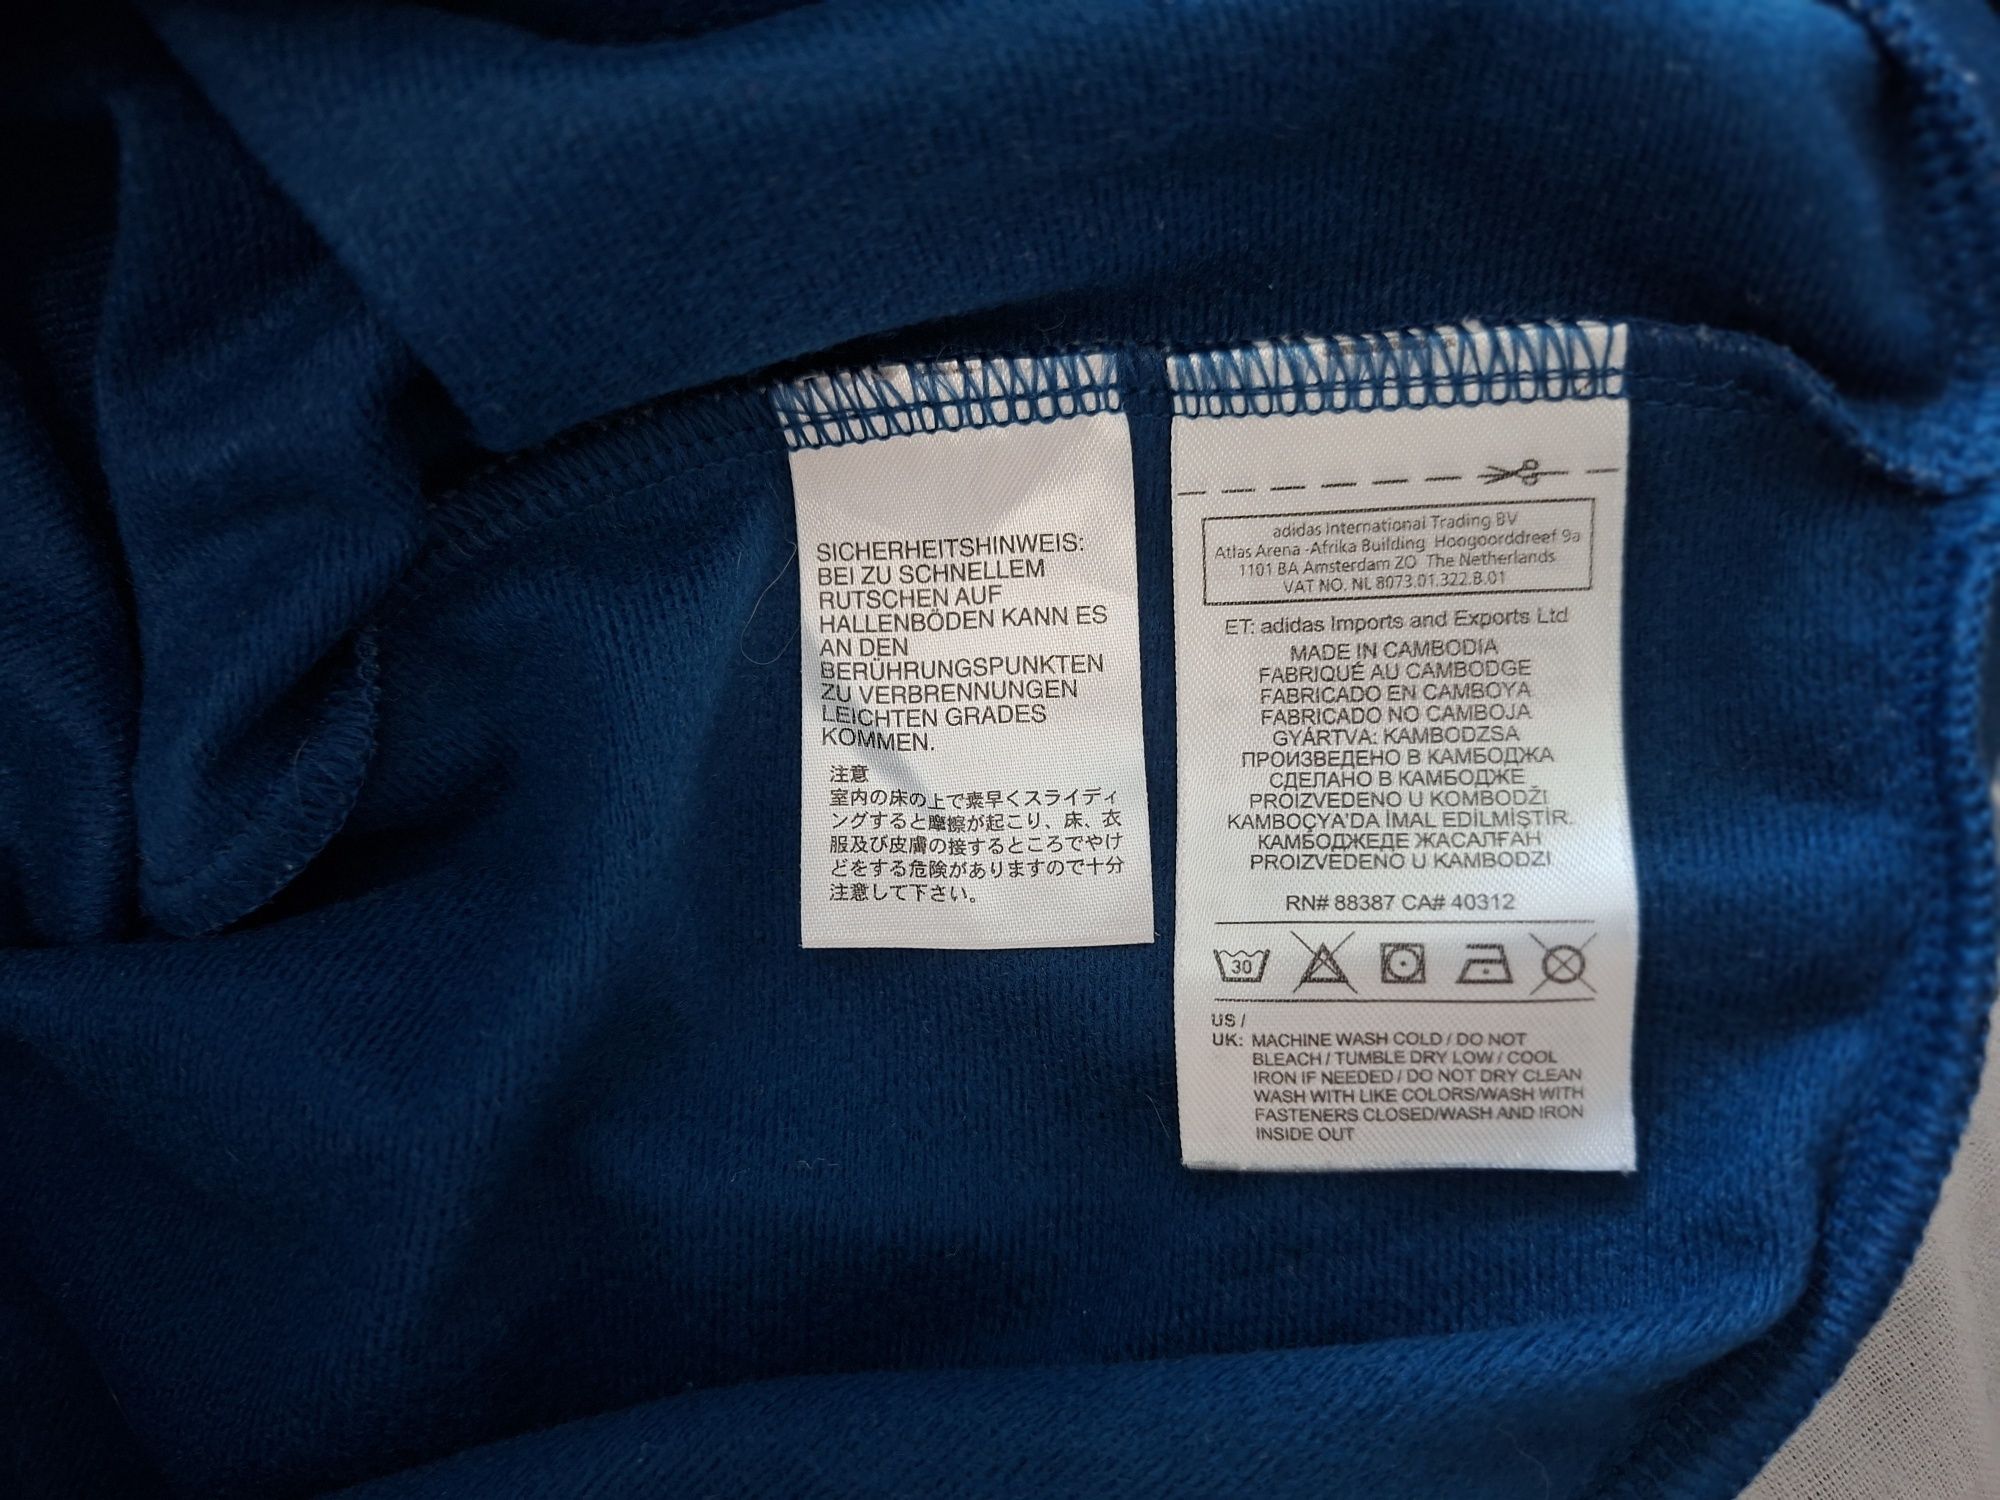 SICHERHEITSHINWEIS:
BEI ZU SCHNELLEM
RUTSCHEN AUF
HALLENBÖDEN KANN ES
AN DEN
BERÜHRUNGSPUNKTEN
ZU VERBRENNUNGEN
LEICHTEN GRADES
KOMMEN.
注意
室内の床の上で素早くスライディ
ングすると摩擦が起こり、床、衣
服及び皮膚の接するところでやけ
どをする危険がありますので十分
注意して下さい。
adidas International Trading BV
Atlas Arena -Afrika Building Hoogoorddreef 9a
1101 BA Amsterdam ZO The Netherlands
VAT NO. NL 8073.01.322.B.01
ET: adidas Imports and Exports Ltd
MADE IN CAMBODIA
FABRIQUÉ AU CAMBODGE
FABRICADO EN CAMBOYA
FABRICADO NO CAMBOJA
GYÁRTVA: KAMBODZSA
ПРОИЗВЕДЕНО В КАМБОДЖА
СДЕЛАНО В КАМБОДЖЕ
PROIZVEDENO U KOMBODŽI
KAMBOÇYA'DA İMAL EDİLMİŞTİR.
КАМБОДЖЕДЕ ЖАСАЛҒАН
PROIZVEDENO U KAMBODZI
RN# 88387 CA# 40312
30
US /
UK: MACHINE WASH COLD / DO NOT
BLEACH / TUMBLE DRY LOW / COOL
IRON IF NEEDED / DO NOT DRY CLEAN
WASH WITH LIKE COLORS/WASH WITH
FASTENERS CLOSED/WASH AND IRON
INSIDE OUT